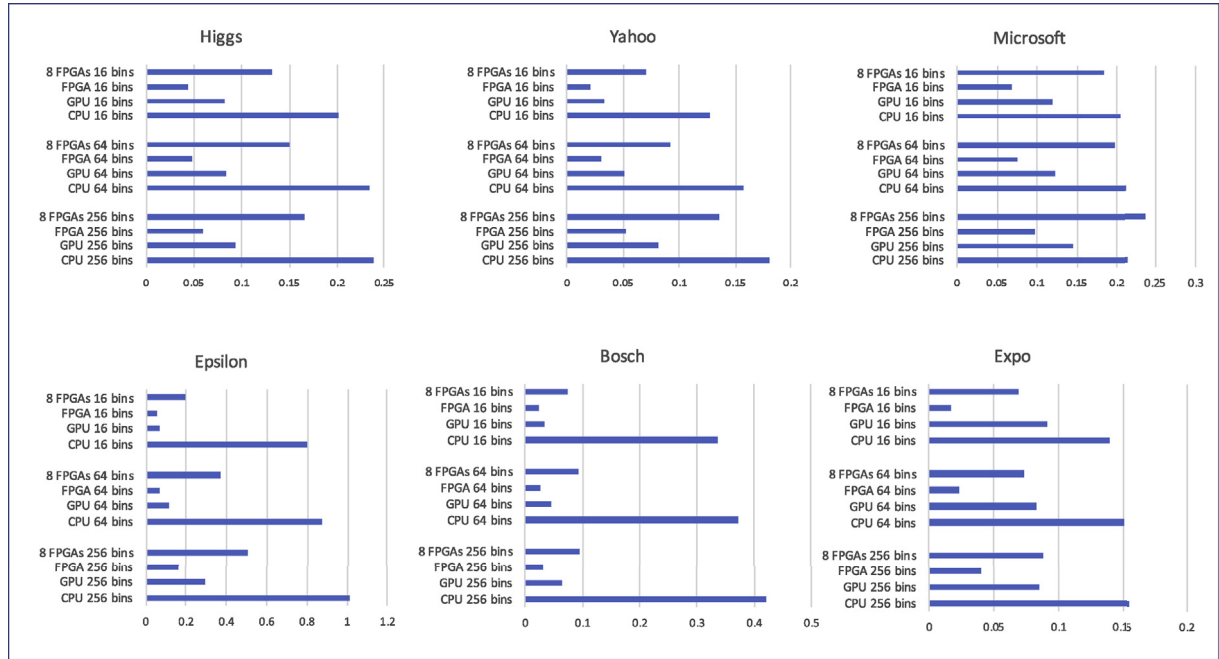 Higgs
8 FPGAs 16 bins
FPGA 16 bins
GPU 16 bins
CPU 16 bins
8 FPGAs 64 bins
FPGA 64 bins
GPU 64 bins
CPU 64 bins
8 FPGAs 256 bins
FPGA 256 bins
GPU 256 bins
CPU 256 bins
0 0.05 0.1 0.15 0.2 0.25
Yahoo
8 FPGAs 16 bins
FPGA 16 bins
GPU 16 bins
CPU 16 bins
8 FPGAs 64 bins
FPGA 64 bins
GPU 64 bins
CPU 64 bins
8 FPGAs 256 bins
FPGA 256 bins
GPU 256 bins
CPU 256 bins
0 0.05 0.1 0.15 0.2
Microsoft
8 FPGAs 16 bins
FPGA 16 bins
GPU 16 bins
CPU 16 bins
8 FPGAs 64 bins
FPGA 64 bins
GPU 64 bins
CPU 64 bins
8 FPGAs 256 bins
FPGA 256 bins
GPU 256 bins
CPU 256 bins
0 0.05 0.1 0.15 0.2 0.25 0.3
Epsilon
8 FPGAs 16 bins
FPGA 16 bins
GPU 16 bins
CPU 16 bins
8 FPGAs 64 bins
FPGA 64 bins
GPU 64 bins
CPU 64 bins
8 FPGAs 256 bins
FPGA 256 bins
GPU 256 bins
CPU 256 bins
0 0.2 0.4 0.6 0.8 1 1.2
Bosch
8 FPGAs 16 bins
FPGA 16 bins
GPU 16 bins
CPU 16 bins
8 FPGAs 64 bins
FPGA 64 bins
GPU 64 bins
CPU 64 bins
8 FPGAs 256 bins
FPGA 256 bins
GPU 256 bins
CPU 256 bins
0 0.1 0.2 0.3 0.4 0.5
Expo
8 FPGAs 16 bins
FPGA 16 bins
GPU 16 bins
CPU 16 bins
8 FPGAs 64 bins
FPGA 64 bins
GPU 64 bins
CPU 64 bins
8 FPGAs 256 bins
FPGA 256 bins
GPU 256 bins
CPU 256 bins
0 0.05 0.1 0.15 0.2